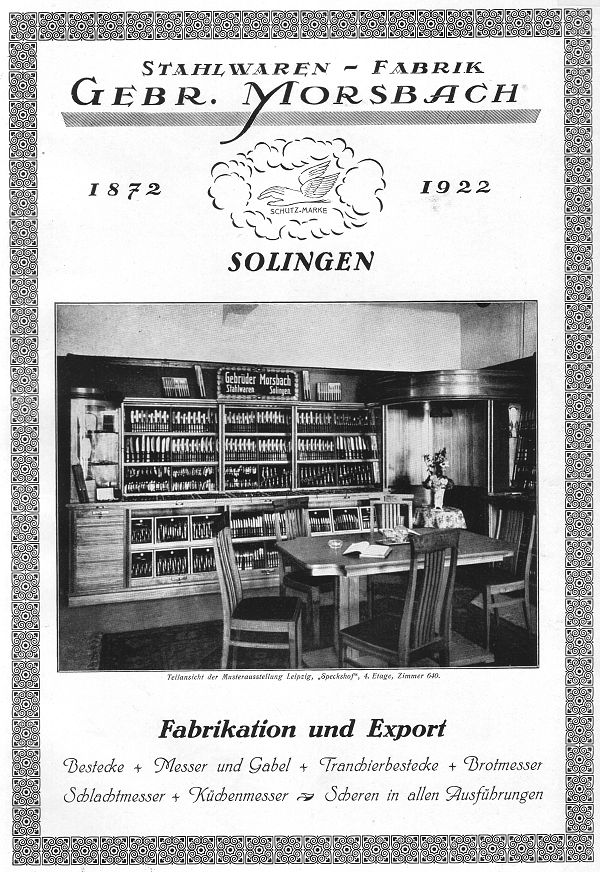 STAHLWAREN - FABRIK
GEBR. MORSBACH
1872
1922
SCHUTZ-MARKE
SOLINGEN
Gebrüder Morsbach
Stahlwaren Solingen.
Teilansicht der Musterausstellung Leipzig, „Speckshof", 4. Etage, Zimmer 640.
Fabrikation und Export
Bestecke + Messer und Gabel + Tranchierbestecke + Brotmesser
Schlachtmesser + Küchenmesser Scheren in allen Ausführungen